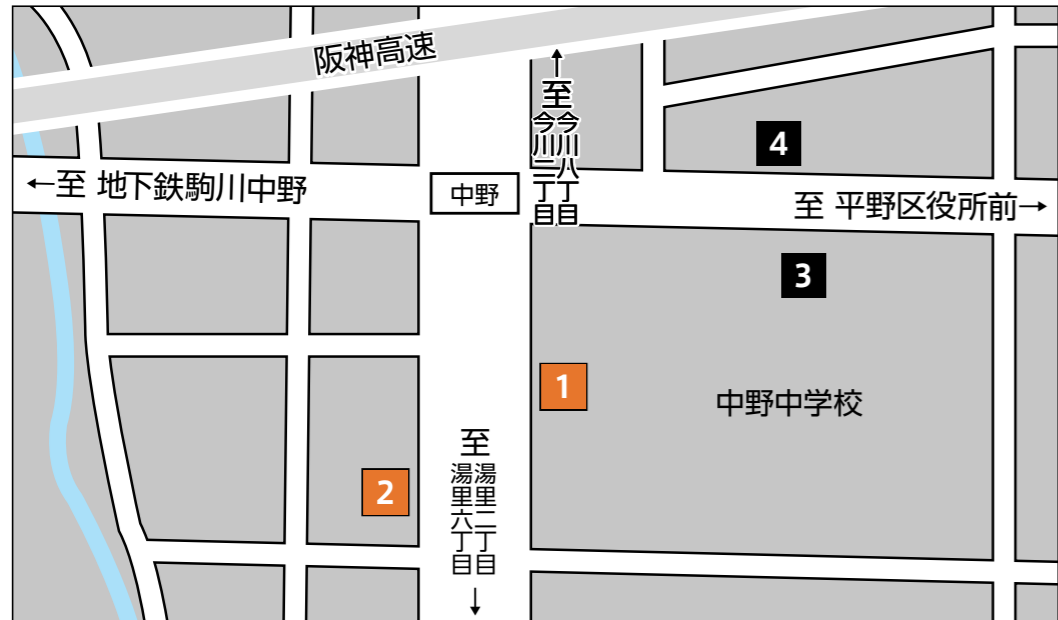 阪神高速
↑
至
今川八丁目
今川二丁目
4
←至 地下鉄駒川中野
中野
至 平野区役所前→
3
1
中野中学校
2
至
湯里二丁目
湯里六丁目
↓